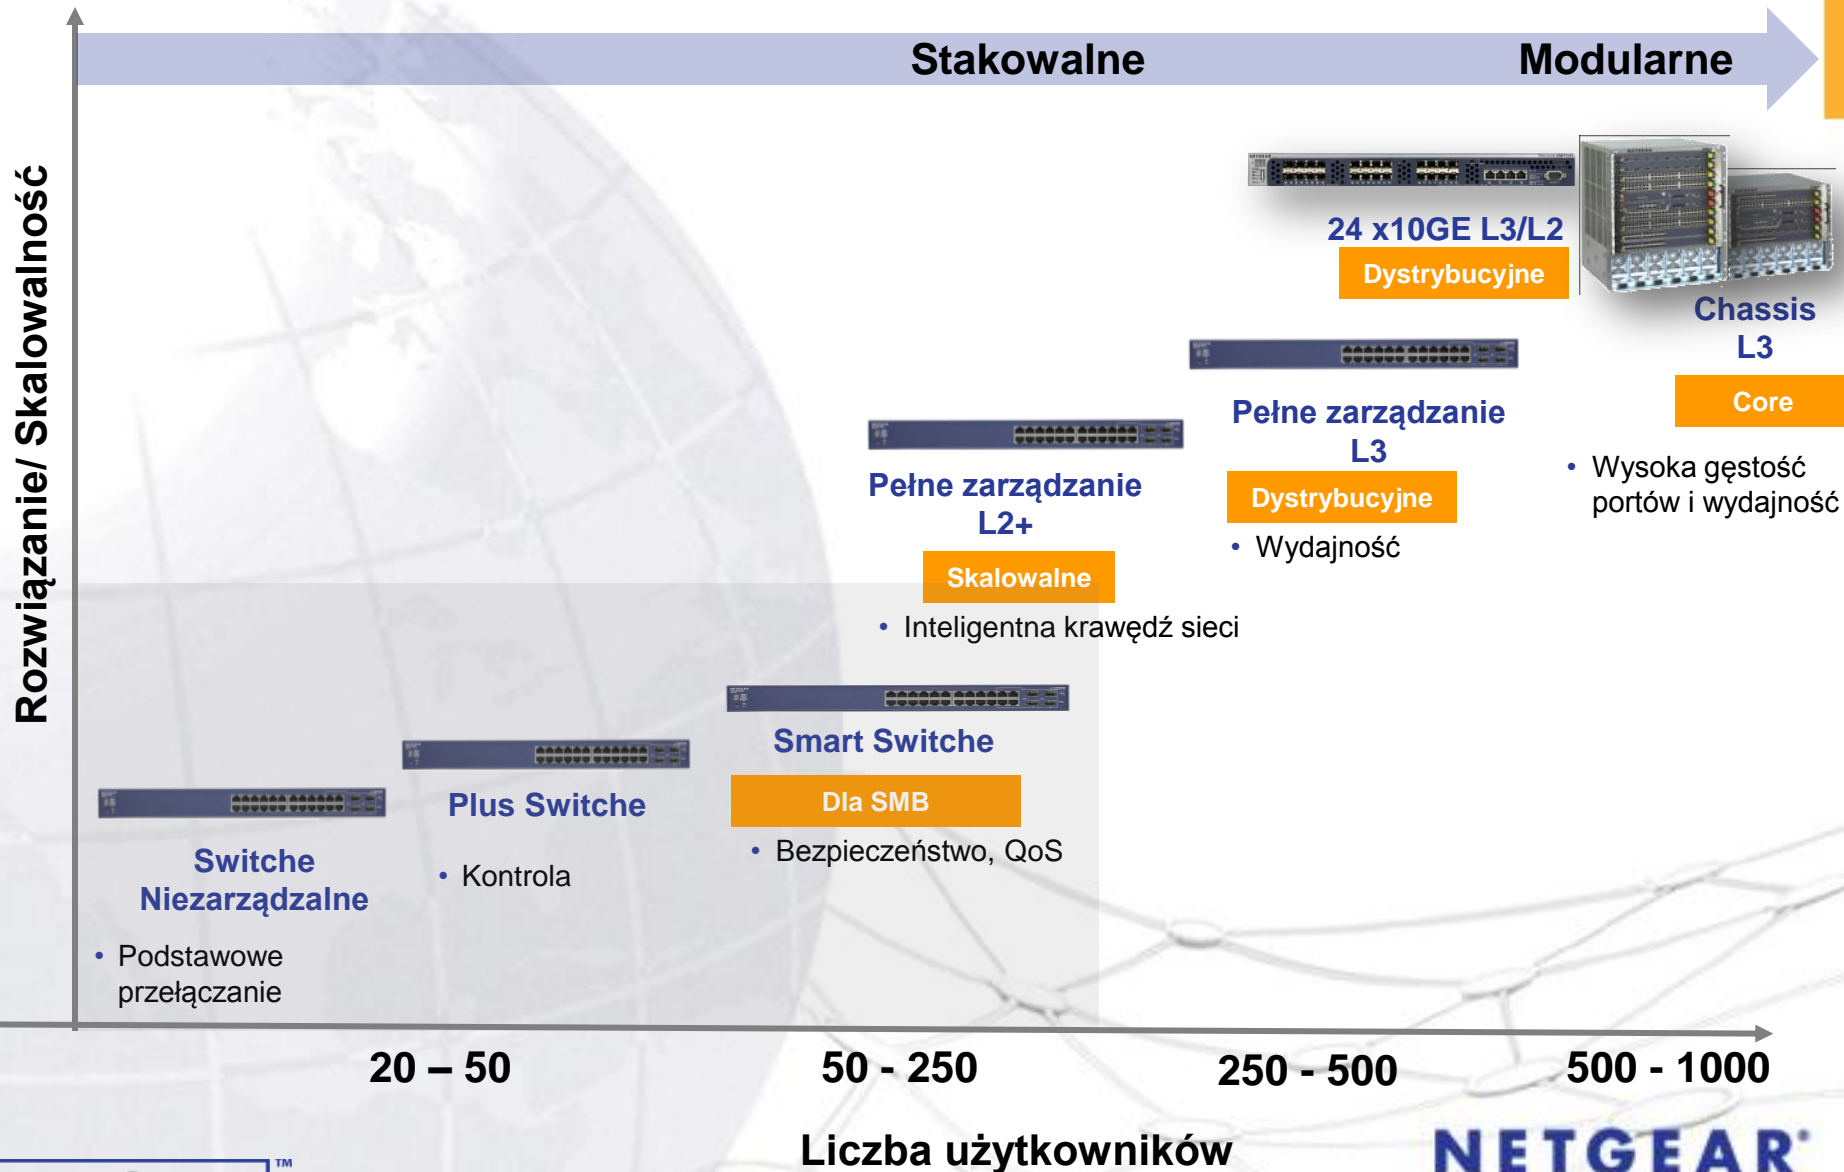 Stakowalne
Modularne
Rozwiązanie/ Skalowalność
24 x10GE L3/L2
Dystrybucyjne
Chassis
L3
Core
• Wysoka gęstość
portów i wydajność
Pełne zarządzanie
L3
Dystrybucyjne
• Wydajność
Pełne zarządzanie
L2+
Skalowalne
• Inteligentna krawędź sieci
Smart Switche
Dla SMB
• Bezpieczeństwo, QoS
Plus Switche
• Kontrola
Switche
Niezarządzalne
• Podstawowe
przełączanie
20 – 50
50 - 250
250 - 500
500 - 1000
Liczba użytkowników
NETGEAR®
TM